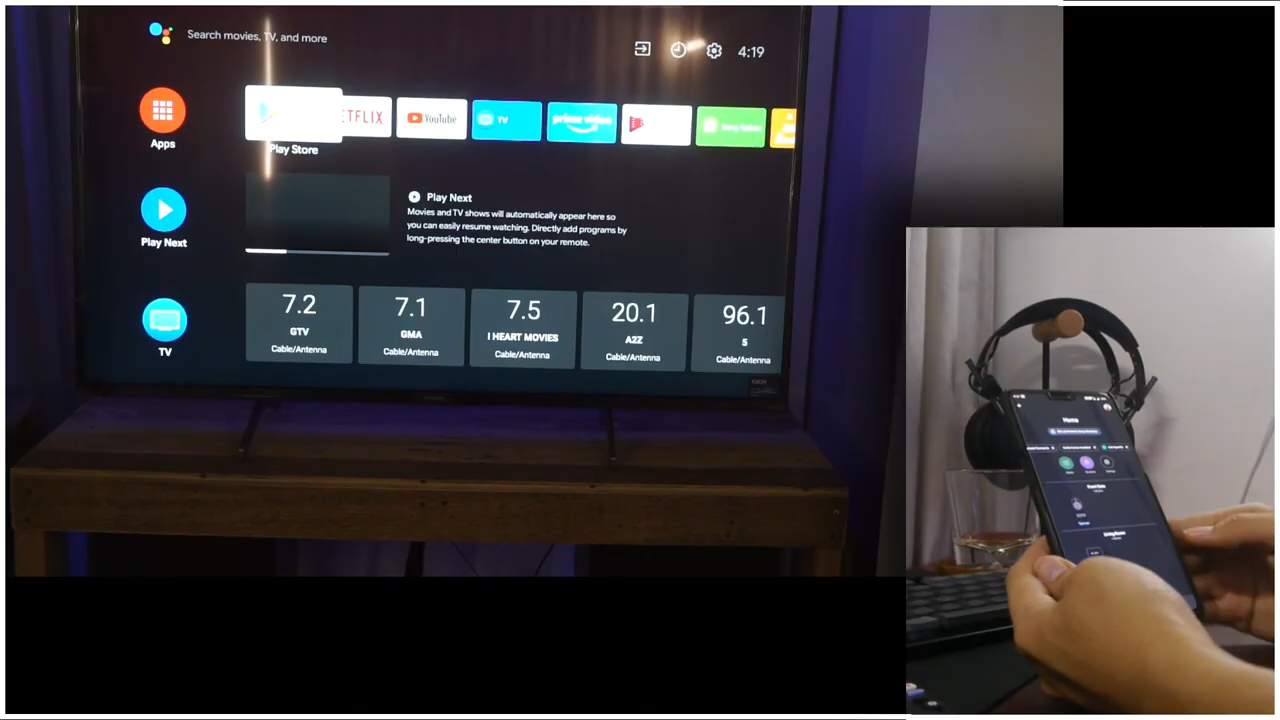 Search movies, TV, and more
4:19
ETFLIX
YouTube
TV
prime video
Apps
Play Store
Play Next
Play Next
Movies and TV shows will automatically appear here so
you can easily resume watching. Directly add programs by
long-pressing the center button on your remote.
7.2
GTV
Cable/Antenna
7.1
GMA
Cable/Antenna
7.5
I HEART MOVIES
Cable/Antenna
20.1
A2Z
Cable/Antenna
96.1
5
Cable/Antenna
TV
Home